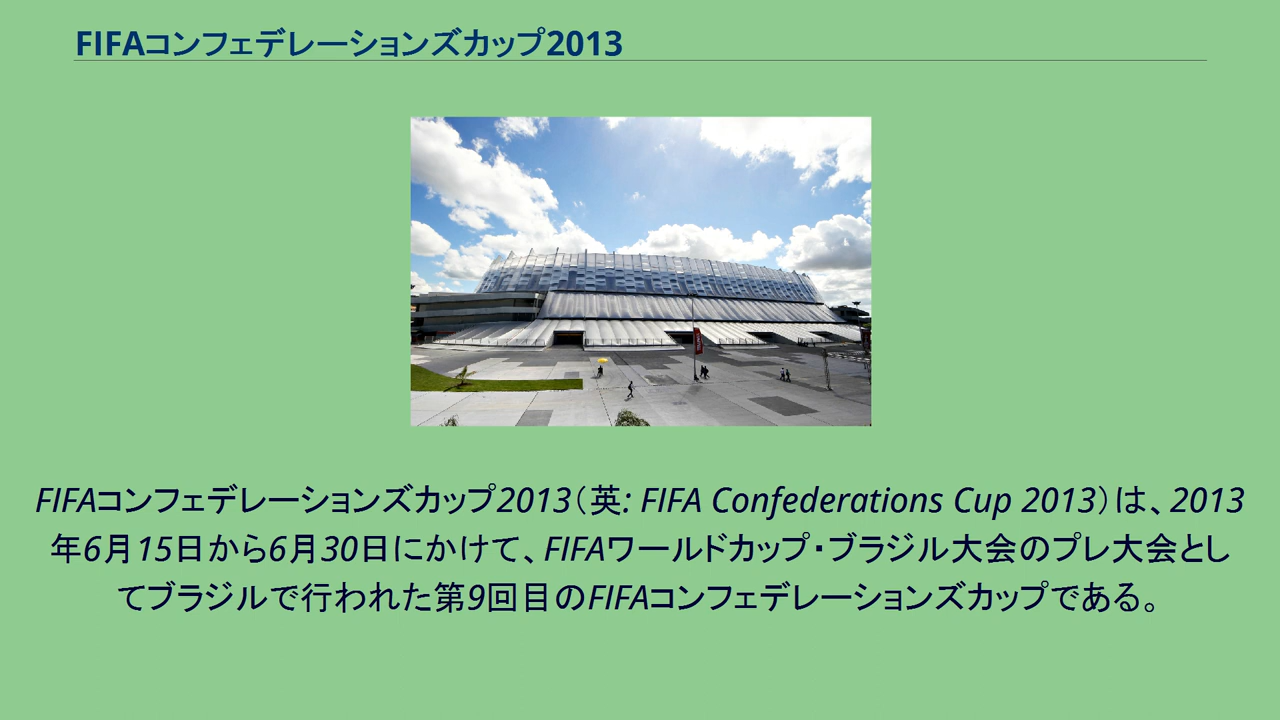 FIFAコンフェデレーションズカップ2013
FIFAコンフェデレーションズカップ2013（英: FIFA Confederations Cup 2013）は、2013
年6月15日から6月30日にかけて、FIFAワールドカップ・ブラジル大会のプレ大会とし
てブラジルで行われた第9回目のFIFAコンフェデレーションズカップである。